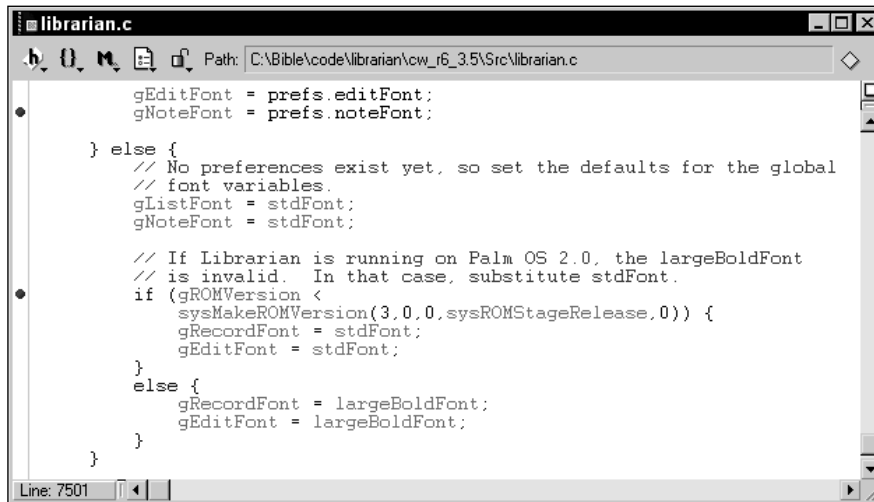 librarian.c
h {} M Path: C:\Bible\code\librarian\cw_r6_3.5\Src\librarian.c
gEditFont = prefs.editFont;
gNoteFont = prefs.noteFont;
} else {
// No preferences exist yet, so set the defaults for the global
// font variables.
gListFont = stdFont;
gNoteFont = stdFont;
// If Librarian is running on Palm OS 2.0, the largeBoldFont
// is invalid.  In that case, substitute stdFont.
if (gROMVersion <
sysMakeROMVersion(3,0,0,sysROMStageRelease,0)) {
gRecordFont = stdFont;
gEditFont = stdFont;
}
else {
gRecordFont = largeBoldFont;
gEditFont = largeBoldFont;
}
}
Line: 7501